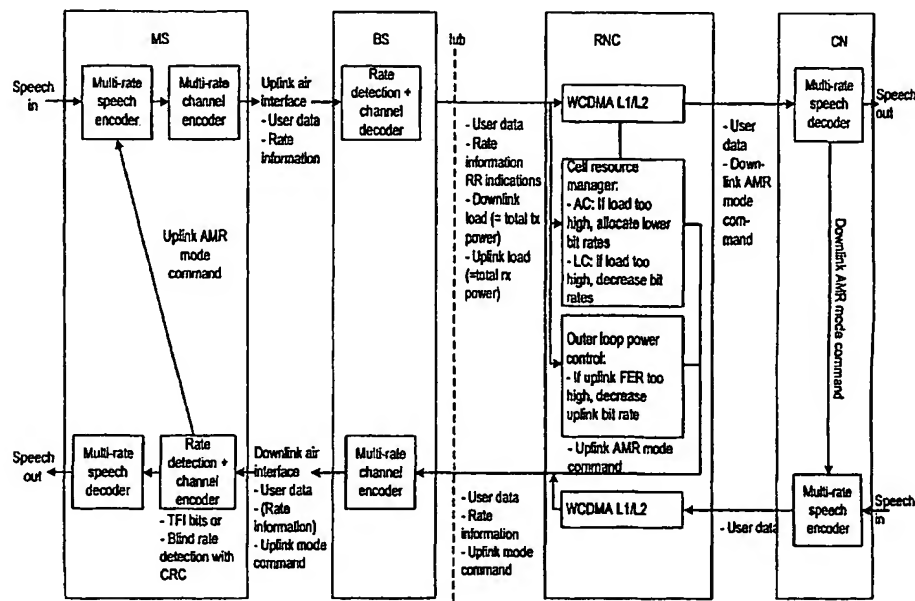 MS
BS
Iub
RNC
CN
Speech
in
Multi-rate
speech
encoder
Multi-rate
channel
encoder
Uplink air
interface
- User data
- Rate
information
Rate
detection +
channel
decoder
- User data
- Rate
information
RR indications
- Downlink
load (= total tx
power)
- Uplink load
(=total rx
power)
WCDMA L1/L2
Cell resource
manager:
- AC: If load too
high, allocate lower
bit rates
- LC: if load too
high, decrease bit
rates
Outer loop power
control:
- If uplink FER too
high, decrease
uplink bit rate
- Uplink AMR mode
command
- User
data
- Dow-
nlink AMR
mode
com-
mand
Multi-rate
speech
decoder
Speech
out
Downlink AMR mode command
Uplink AMR
mode
command
Speech
out
Multi-rate
speech
decoder
Rate
detection +
channel
encoder
- TFI bits or
- Blind rate
detection with
CRC
Downlink air
interface
- User data
- (Rate
information)
- Uplink mode
command
Multi-rate
channel
encoder
- User data
- Rate
information
- Uplink mode
command
WCDMA L1/L2
- User data
Multi-rate
speech
encoder
Speech
in